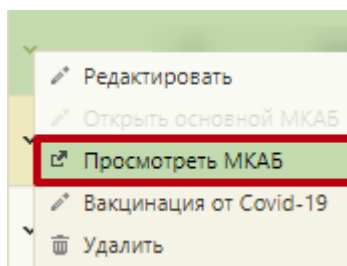 Редактировать
Открыть основной МКАБ
Просмотреть МКАБ
Вакцинация от Covid-19
Удалить